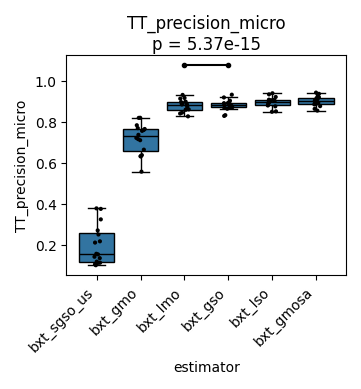 TT_precision_micro
p = 5.37e-15
TT_precision_micro
1.0
0.8
0.6
0.4
0.2
bxt_sgso_us
bxt_gmo
bxt_lmo
bxt_gso
bxt_lso
bxt_gmosa
estimator